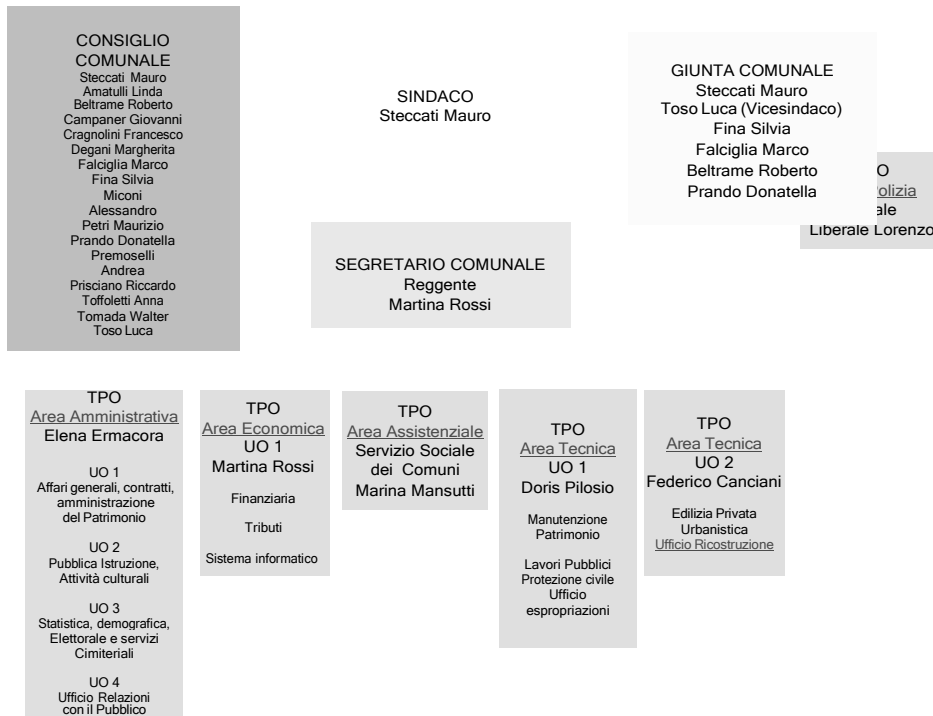 CONSIGLIO
COMUNALE
Steccati Mauro
Amatulli Linda
Beltrame Roberto
Campaner Giovanni
Cragnolini Francesco
Degani Margherita
Falciglia Marco
Fina Silvia
Miconi
Alessandro
Petri Maurizio
Prando Donatella
Premoselli
Andrea
Prisciano Riccardo
Toffoletti Anna
Tomada Walter
Toso Luca
SINDACO
Steccati Mauro
GIUNTA COMUNALE
Steccati Mauro
Toso Luca (Vicesindaco)
Fina Silvia
Falciglia Marco
Beltrame Roberto
Prando Donatella
Liberale Lorenzo
SEGRETARIO COMUNALE
Reggente
Martina Rossi
TPO
Area Amministrativa
Elena Ermacora
UO 1
Affari generali, contratti,
amministrazione
del Patrimonio
UO 2
Pubblica Istruzione,
Attività culturali
UO 3
Statistica, demografica,
Elettorale e servizi
Cimiteriali
UO 4
Ufficio Relazioni
con il Pubblico
TPO
Area Economica
UO 1
Martina Rossi
Finanziaria
Tributi
Sistema informatico
TPO
Area Assistenziale
Servizio Sociale
dei Comuni
Marina Mansutti
TPO
Area Tecnica
UO 1
Doris Pilosio
Manutenzione
Patrimonio
Lavori Pubblici
Protezione civile
Ufficio
espropriazioni
TPO
Area Tecnica
UO 2
Federico Canciani
Edilizia Privata
Urbanistica
Ufficio Ricostruzione